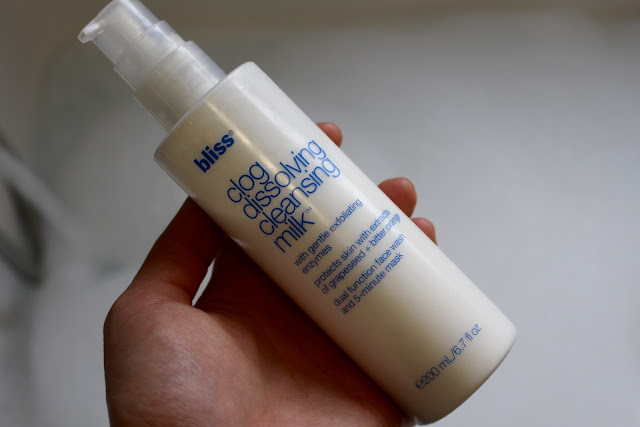 bliss®
clog
dissolving
cleansing
milk™
with gentle exfoliating
enzymes
protects skin with extracts
of grapeseed + bitter orange
dual function face wash
and 5-minute mask
℮200 mL/6.7 fl oz